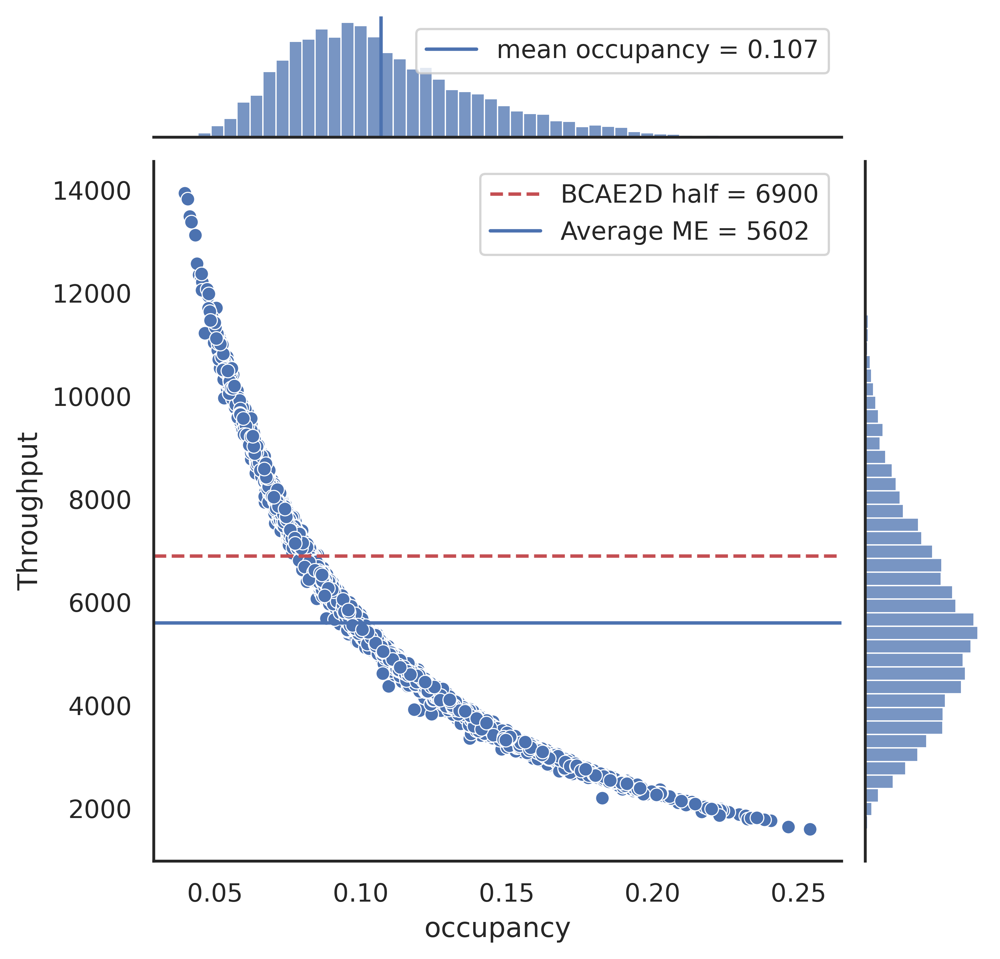 mean occupancy = 0.107
BCAE2D half = 6900
Average ME = 5602
14000
12000
10000
8000
6000
4000
2000
Throughput
0.05 0.10 0.15 0.20 0.25
occupancy